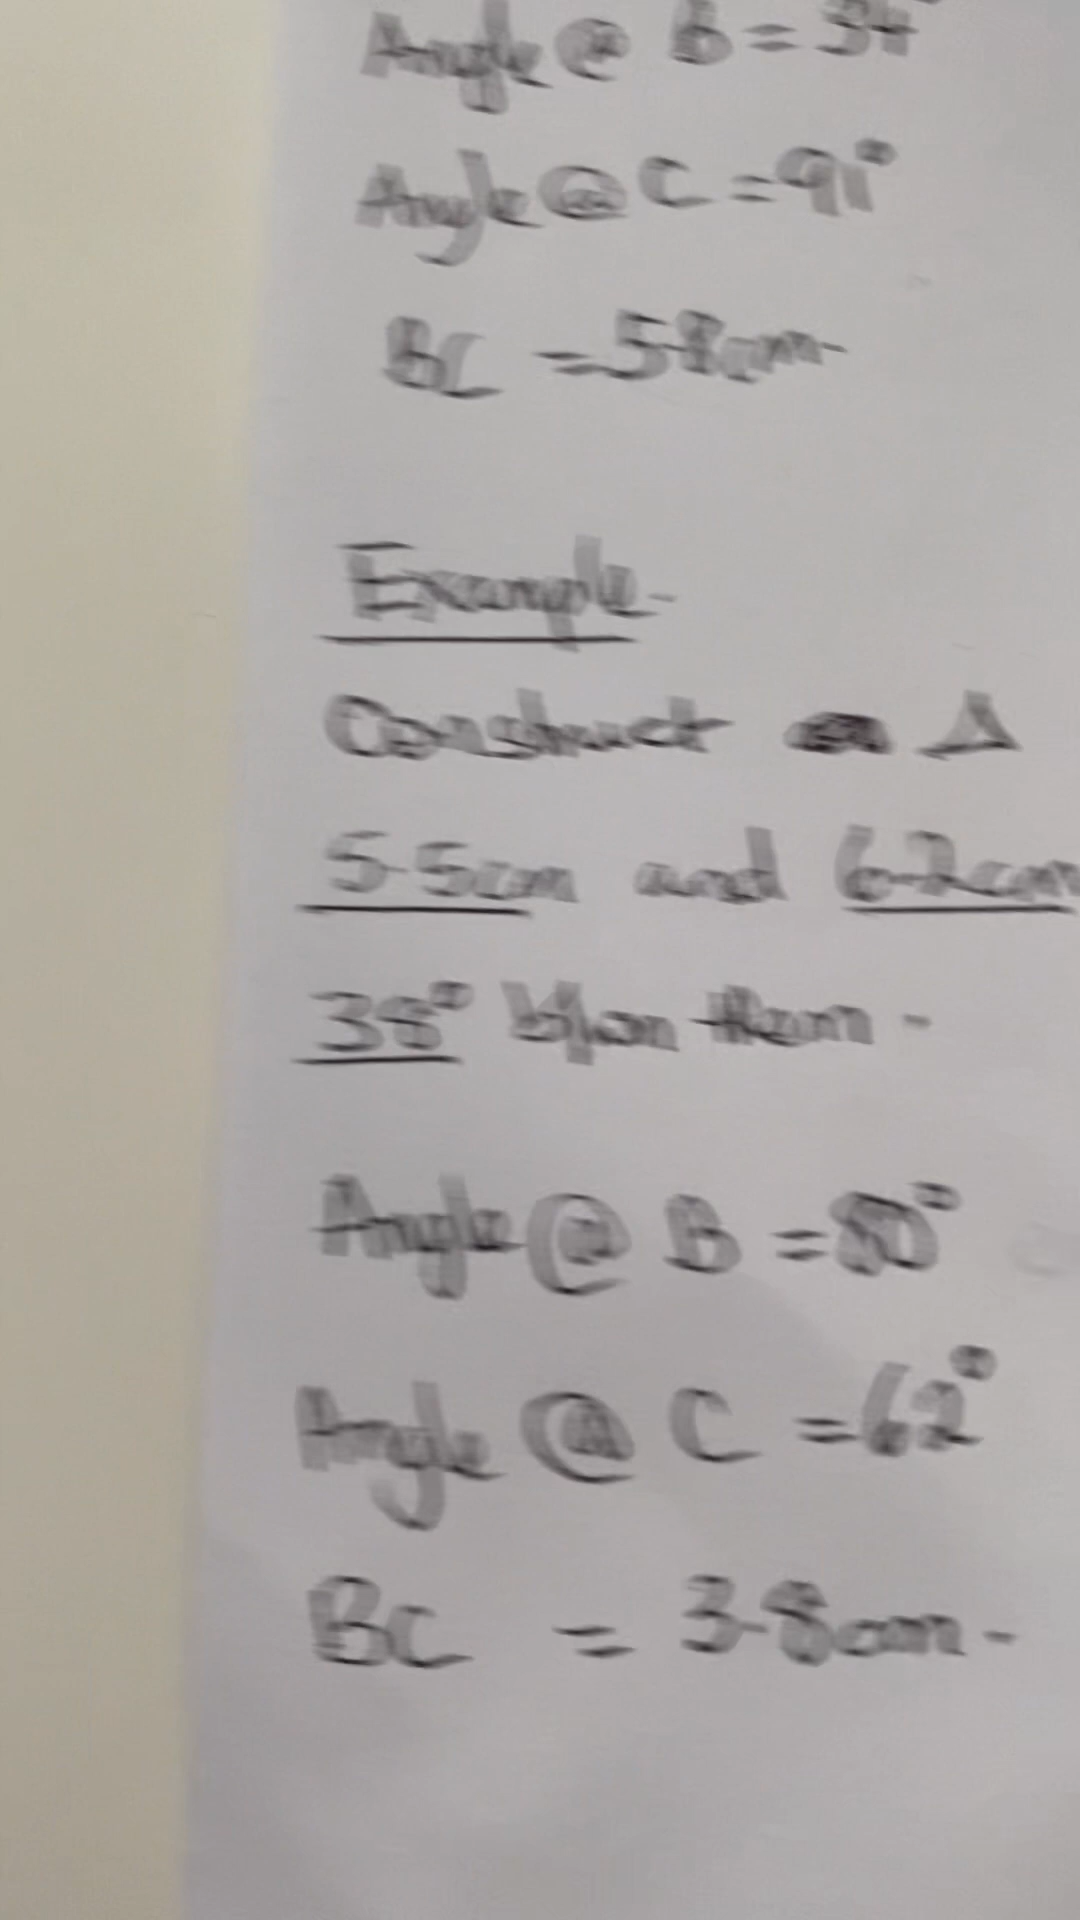 Angle @ B = 34°
Angle @ C = 91°
BC = 5.8cm.
Example.
Construct a Δ
5.5cm and 6.2cm
38° b/on them.
Angle @ B = 80°
Angle @ C = 62°
BC = 3.8cm.